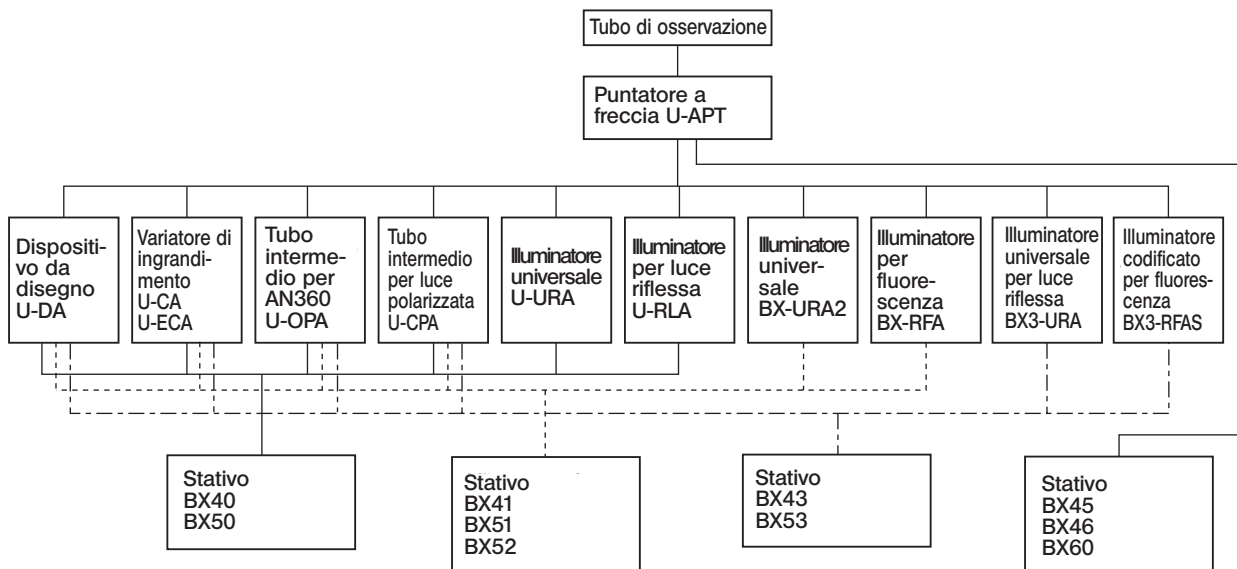 Tubo di osservazione
Puntatore a
freccia U-APT
Dispositi-
vo da
disegno
U-DA
Variatore di
ingrandi-
mento
U-CA
U-ECA
Tubo
interme-
dio per
AN360
U-OPA
Tubo
intermedio
per luce
polarizzata
U-CPA
Illuminatore
universale
U-URA
Illuminatore
per luce
riflessa
U-RLA
Illuminatore
univer-
sale
BX-URA2
Illuminatore
per
fluore-
scenza
BX-RFA
Illuminatore
universale
per luce
riflessa
BX3-URA
Illuminatore
codificato
per fluores-
cenza
BX3-RFAS
Stativo
BX40
BX50
Stativo
BX41
BX51
BX52
Stativo
BX43
BX53
Stativo
BX45
BX46
BX60